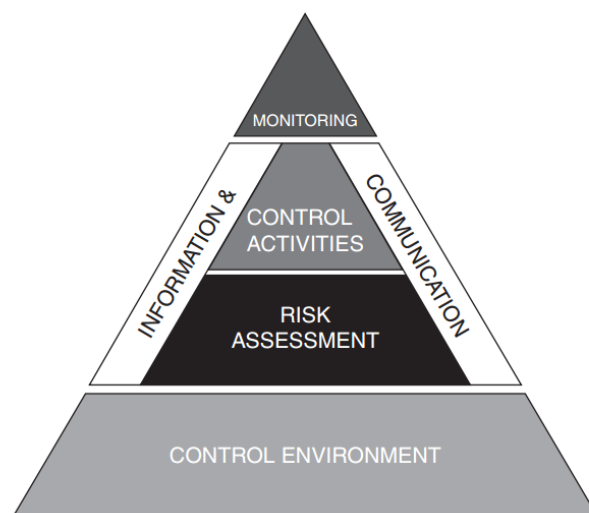 MONITORING
INFORMATION &
COMMUNICATION
CONTROL
ACTIVITIES
RISK
ASSESSMENT
CONTROL ENVIRONMENT